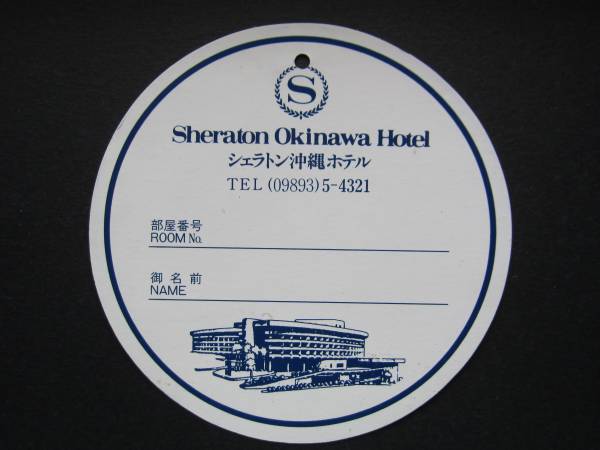 S
Sheraton Okinawa Hotel
シェラトン沖縄ホテル
TEL (09893) 5-4321
部屋番号
ROOM No.
御名前
NAME